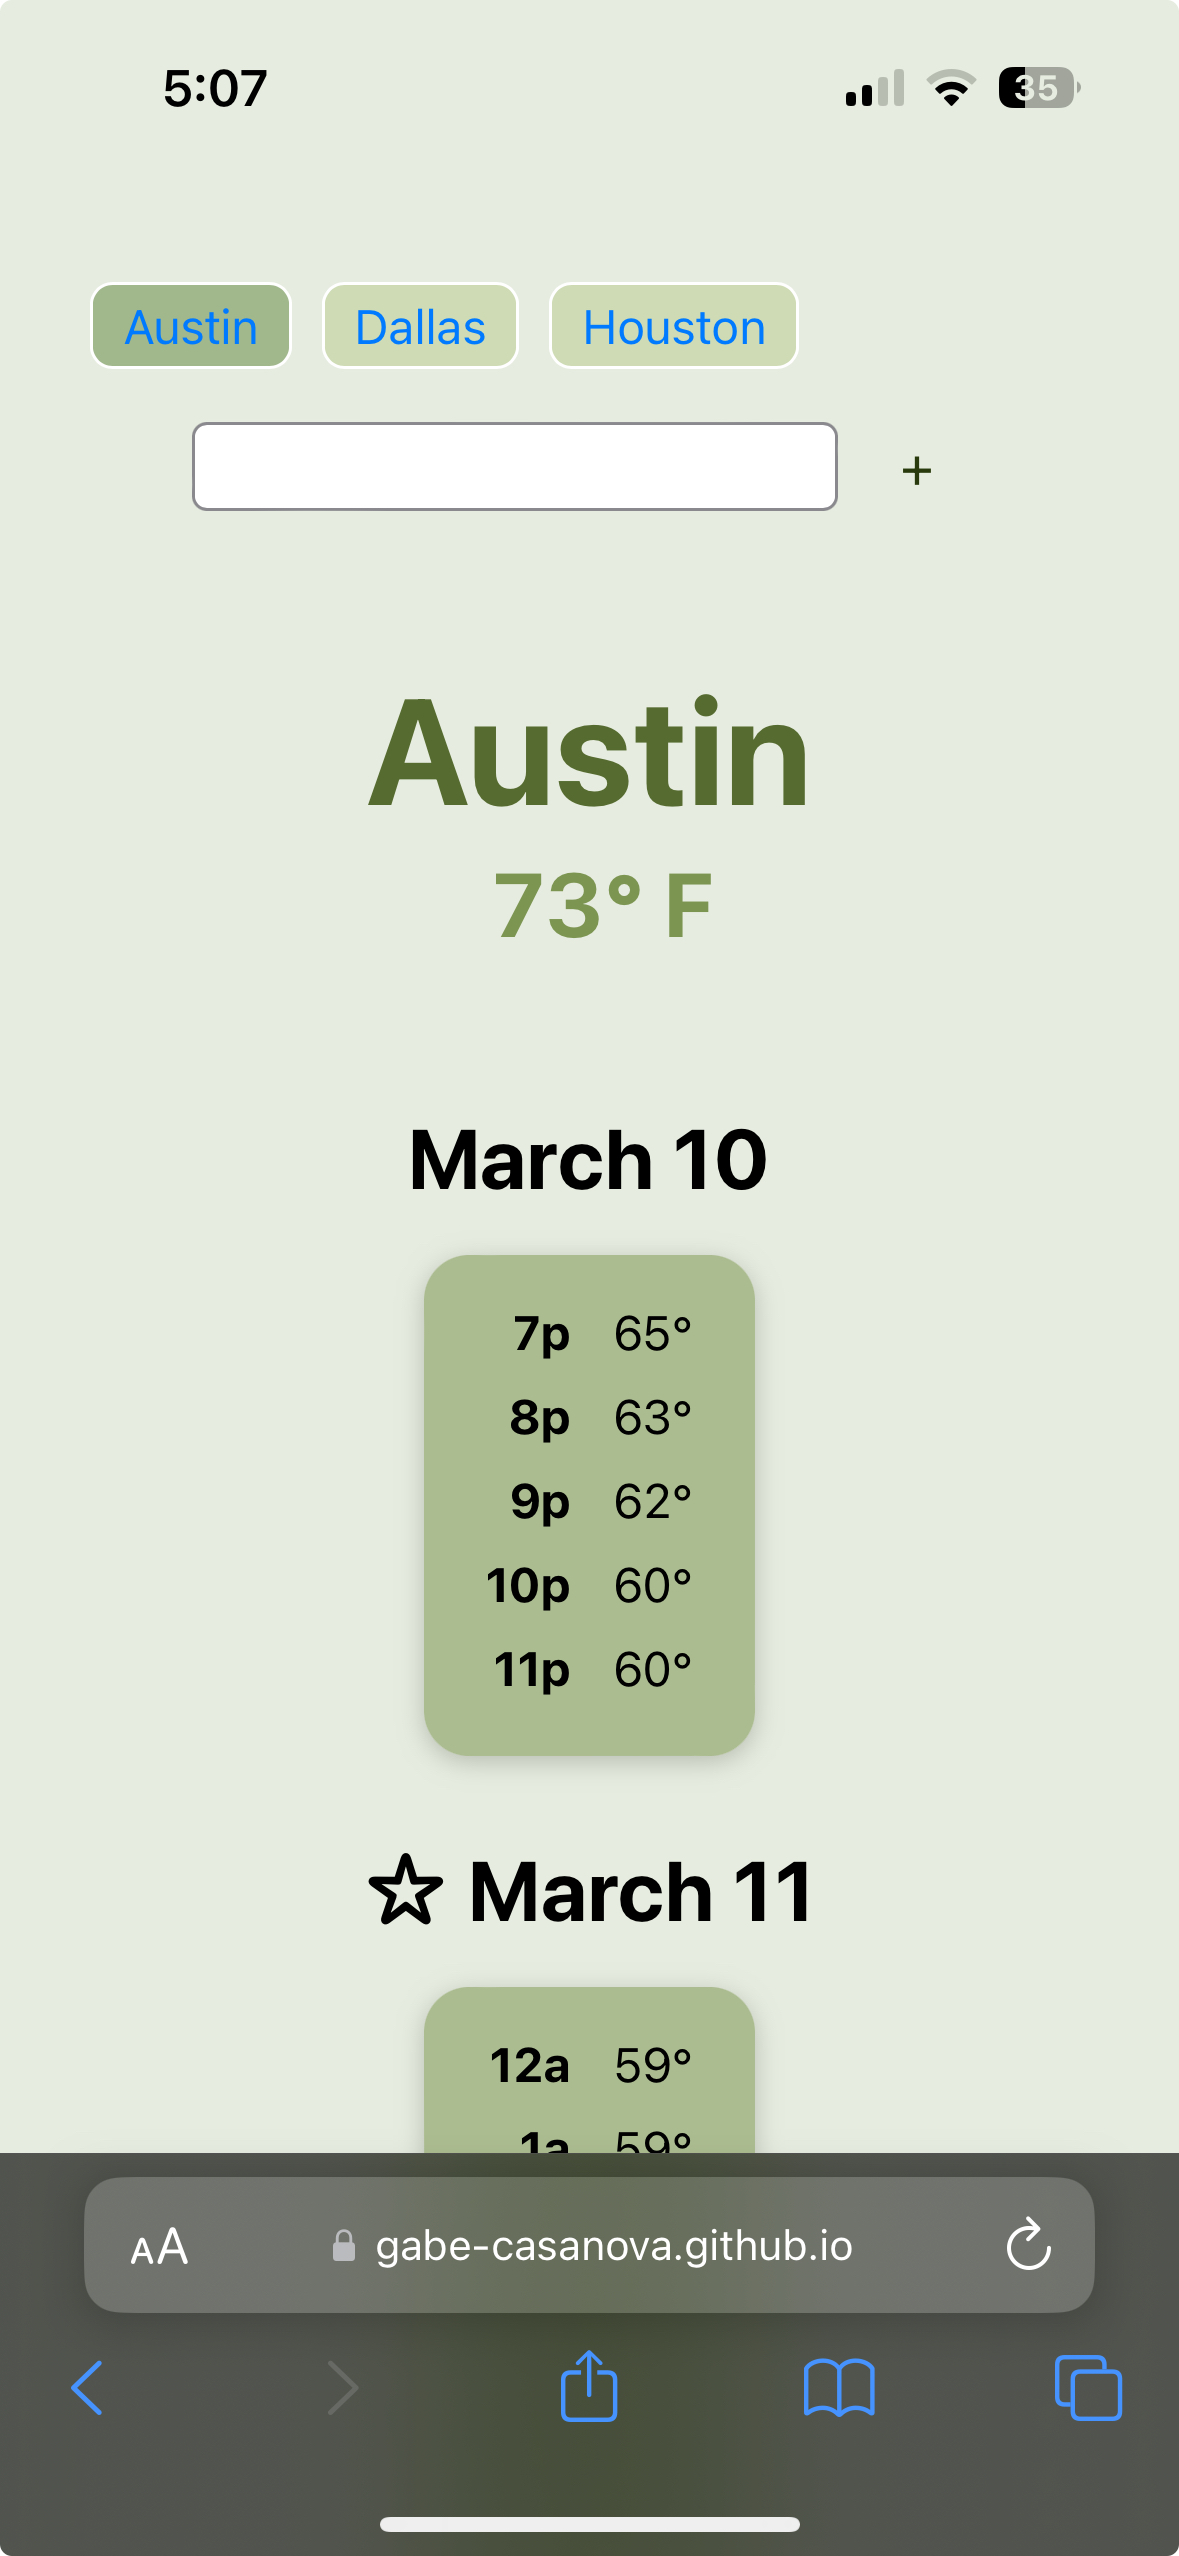 5:07 35
Austin Dallas Houston
+
Austin
73° F
March 10
7p 65°
8p 63°
9p 62°
10p 60°
11p 60°
☆ March 11
12a 59°
1a 59°
AA gabe-casanova.github.io